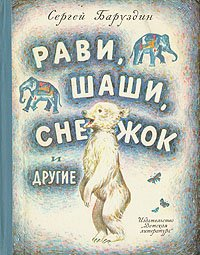 Сергей Баруздин
РАВИ,
ШАШИ,
СНЕЖОК
и
ДРУГИЕ
Издательство
"Детская
литература"